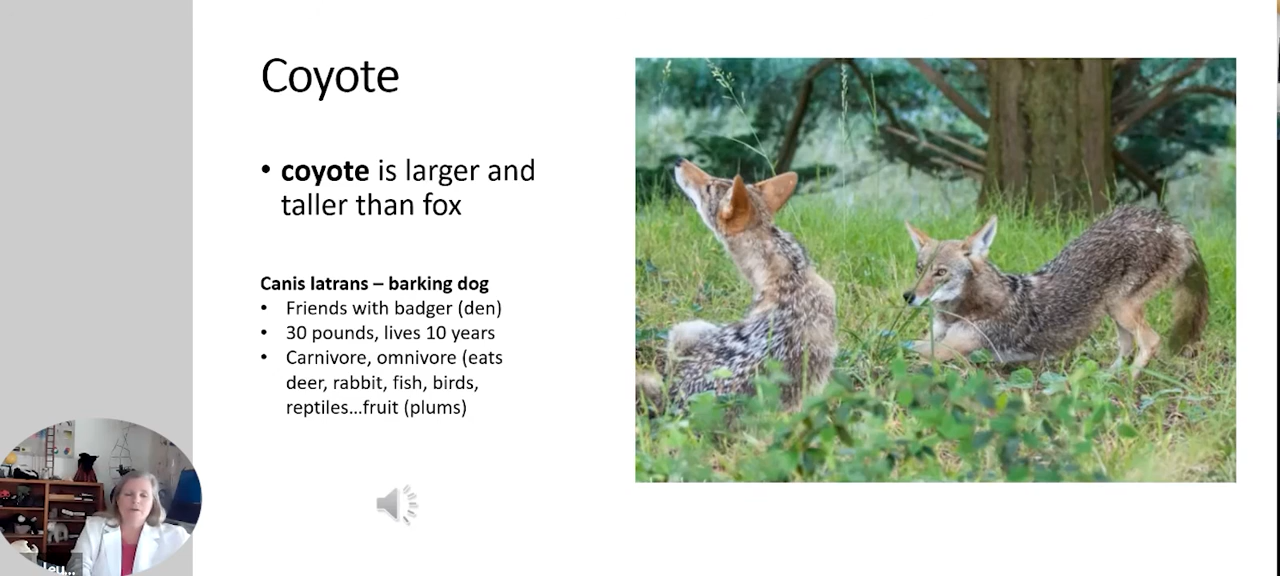 Coyote
• coyote is larger and
taller than fox
Canis latrans – barking dog
• Friends with badger (den)
• 30 pounds, lives 10 years
• Carnivore, omnivore (eats
deer, rabbit, fish, birds,
reptiles…fruit (plums)